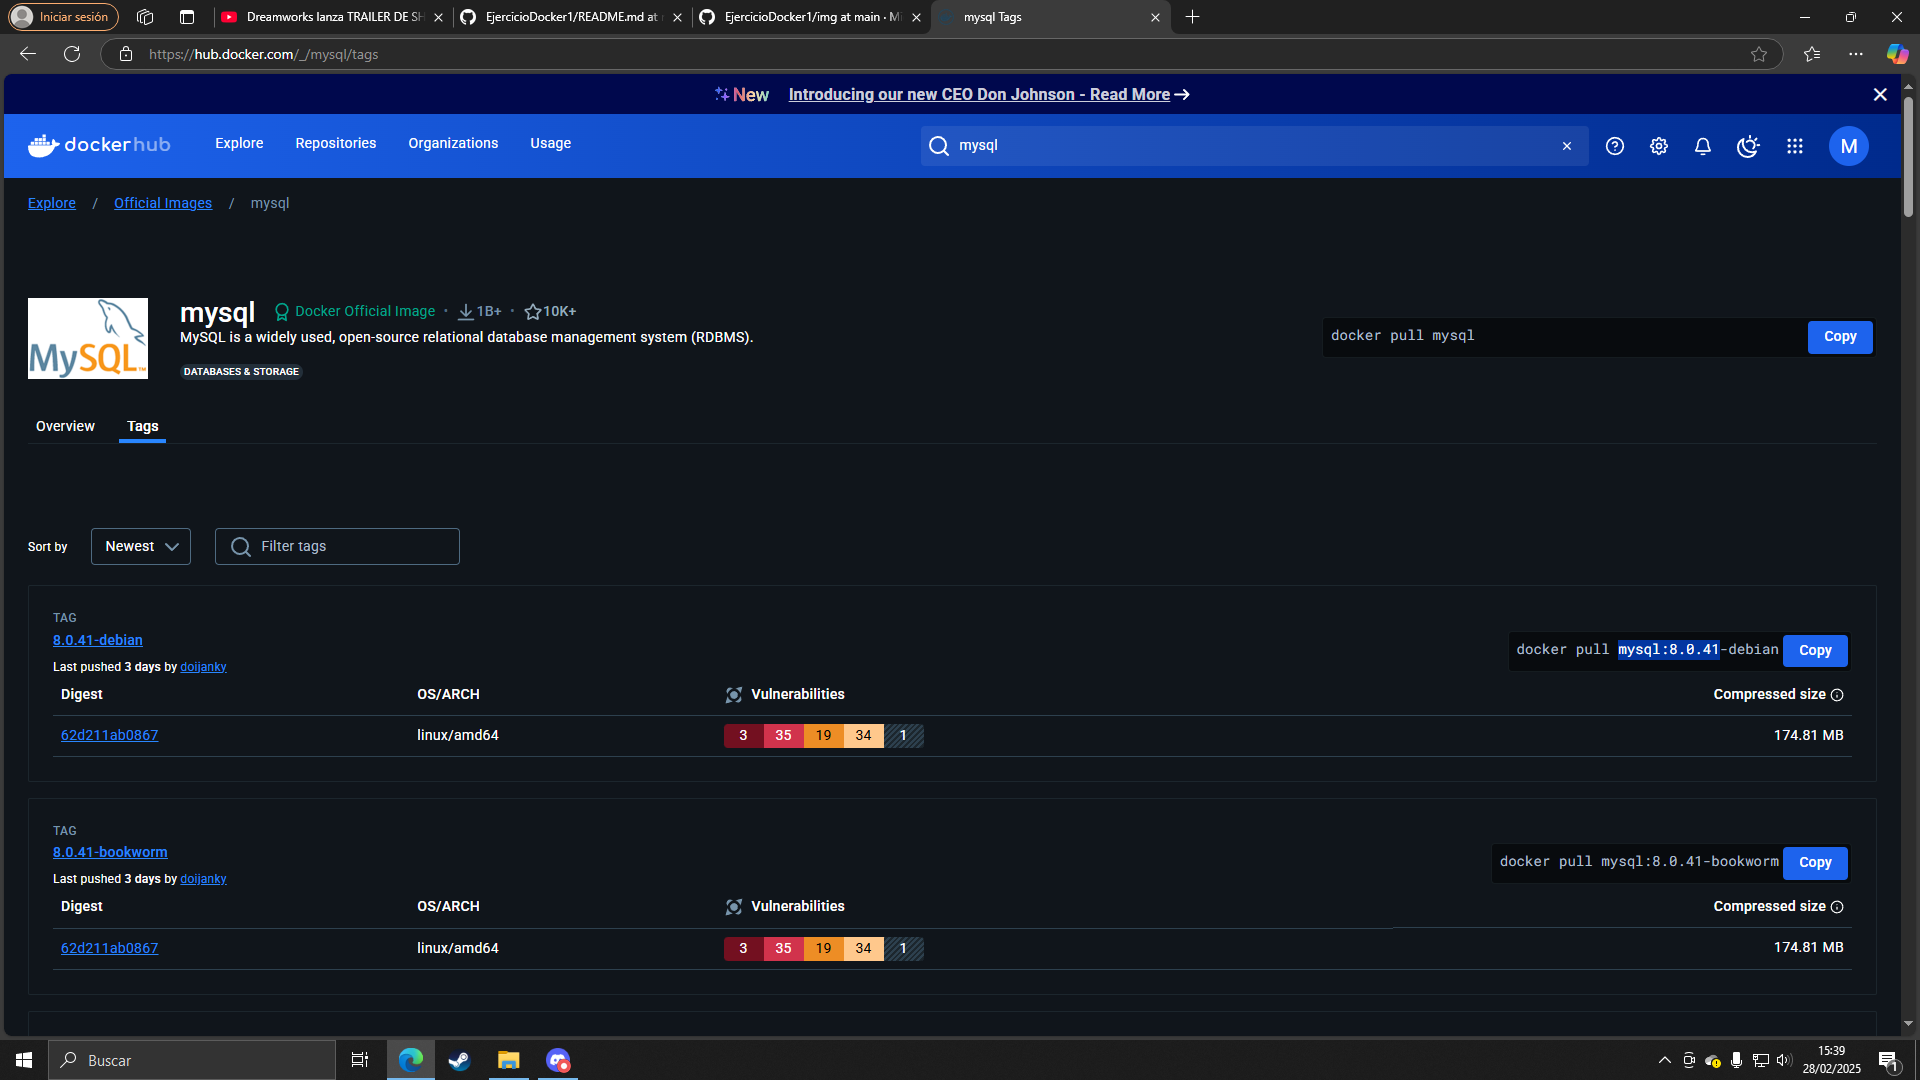 Iniciar sesión
Dreamworks lanza TRAILER DE SH
EjercicioDocker1/README.md at
EjercicioDocker1/img at main · Mi
mysql Tags
https://hub.docker.com/_/mysql/tags
New Introducing our new CEO Don Johnson - Read More →
dockerhub
Explore
Repositories
Organizations
Usage
mysql
M
Explore / Official Images / mysql
MySQL™
mysql
Docker Official Image · 1B+ · 10K+
MySQL is a widely used, open-source relational database management system (RDBMS).
DATABASES & STORAGE
docker pull mysql
Copy
Overview
Tags
Sort by
Newest
Filter tags
TAG
8.0.41-debian
docker pull mysql:8.0.41-debian
Copy
Last pushed 3 days by doijanky
Digest OS/ARCH Vulnerabilities Compressed size
62d211ab0867 linux/amd64 3 35 19 34 1 174.81 MB
TAG
8.0.41-bookworm
docker pull mysql:8.0.41-bookworm
Copy
Last pushed 3 days by doijanky
Digest OS/ARCH Vulnerabilities Compressed size
62d211ab0867 linux/amd64 3 35 19 34 1 174.81 MB
Buscar
15:39
28/02/2025
1